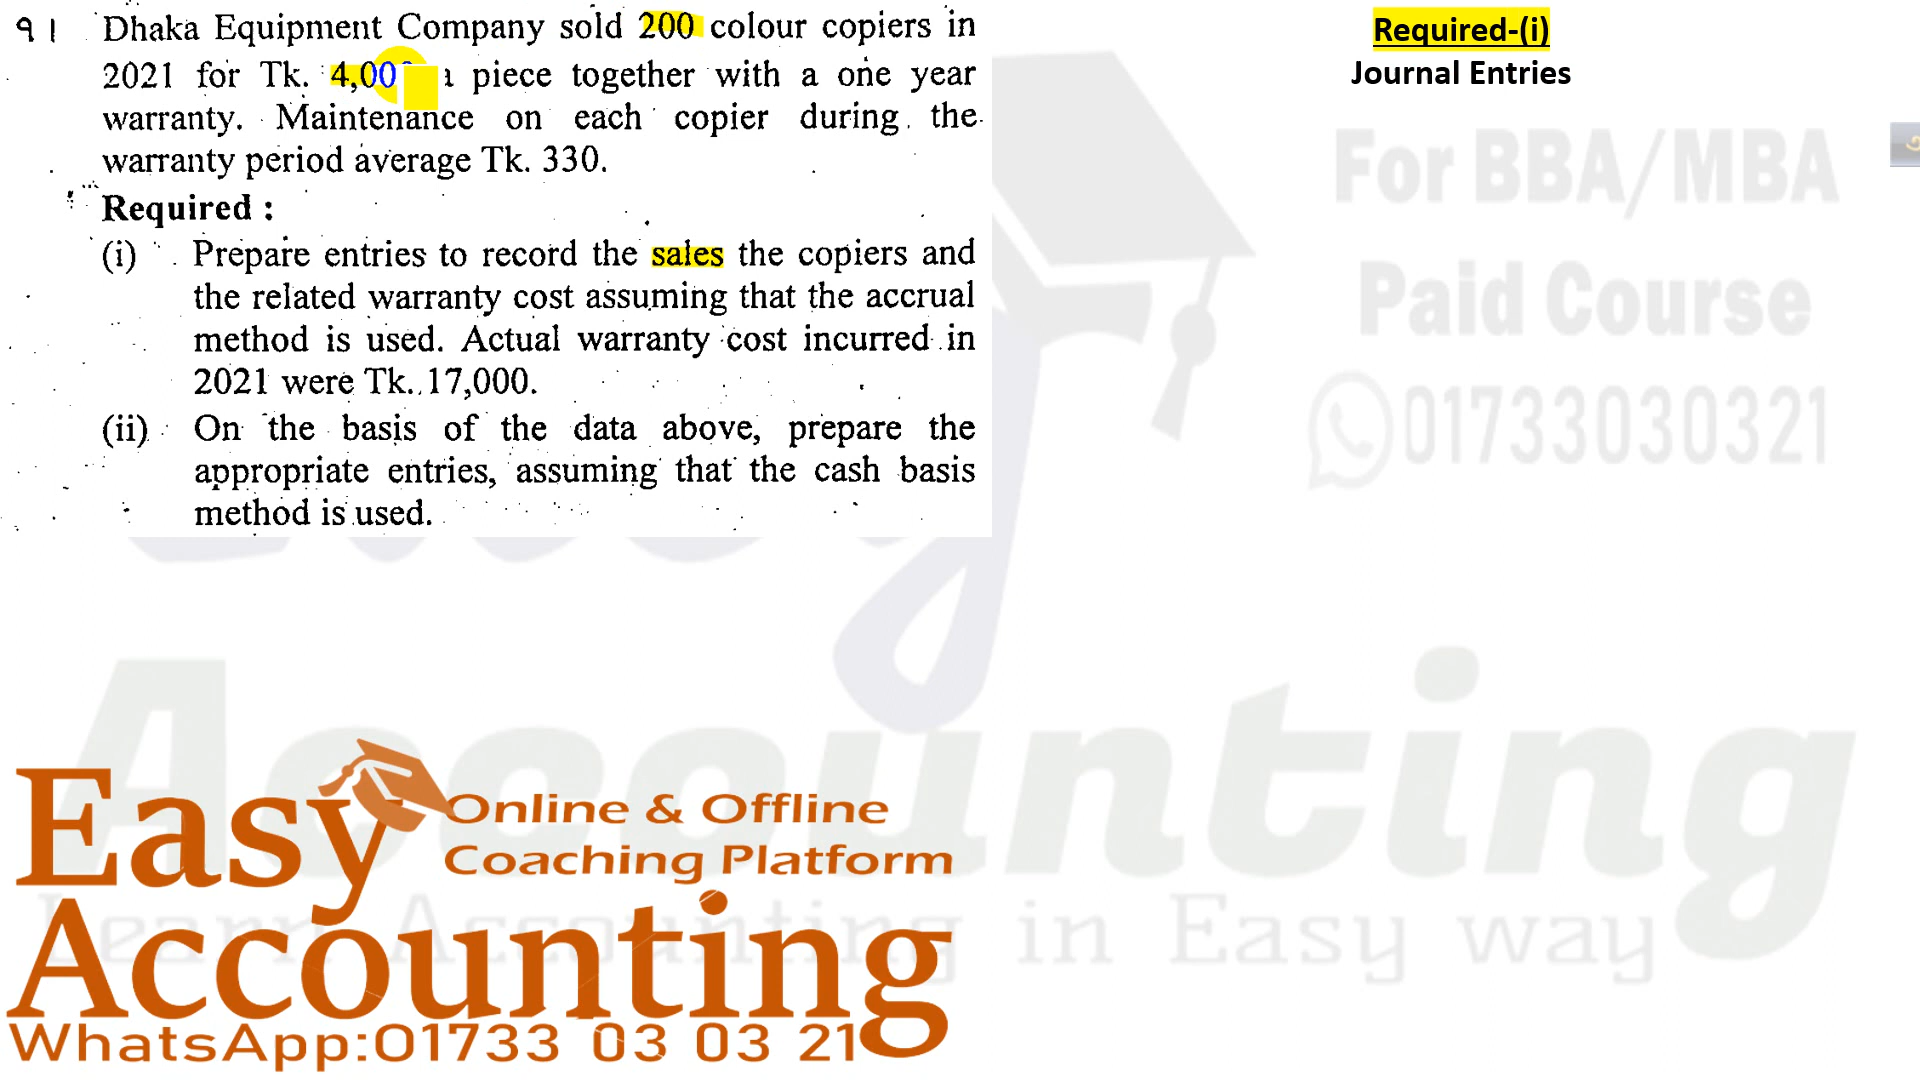 ৭। Dhaka Equipment Company sold 200 colour copiers in
2021 for Tk. 4,00 a piece together with a one year
warranty. Maintenance on each copier during the
warranty period average Tk. 330.
Required :
(i) Prepare entries to record the sales the copiers and
the related warranty cost assuming that the accrual
method is used. Actual warranty cost incurred in
2021 were Tk. 17,000.
(ii) On the basis of the data above, prepare the
appropriate entries, assuming that the cash basis
method is used.
Required-(i)
Journal Entries
For BBA/MBA
Paid Course
01733030321
Accounting
Learn Accounting in Easy way
Easy
Accounting
Online & Offline
Coaching Platform
WhatsApp:01733 03 03 21